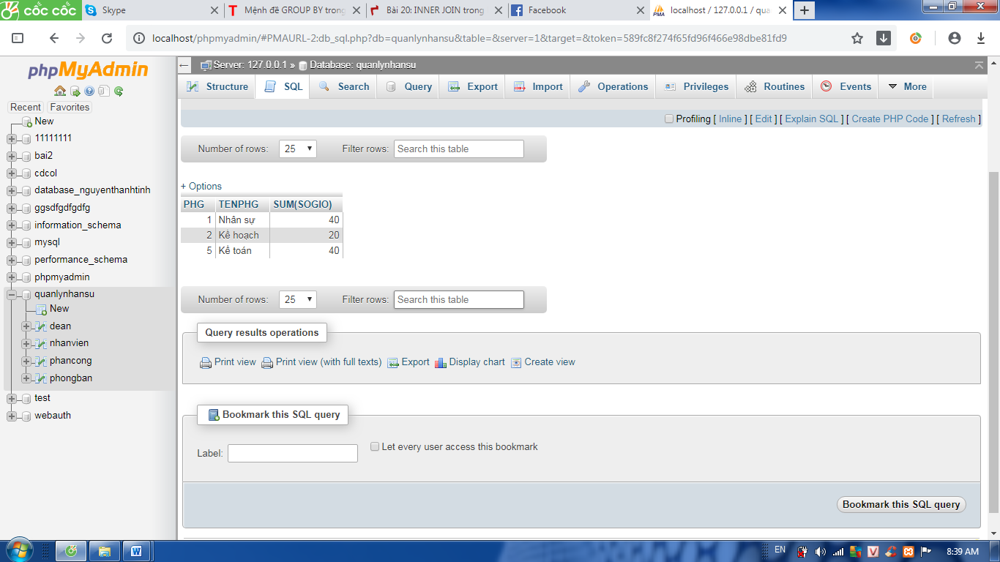 cốc cốc
Skype
Mệnh đề GROUP BY trong
Bài 20: INNER JOIN trong
Facebook
PMA
localhost / 127.0.0.1 / qua
localhost/phpmyadmin/#PMAURL-2:db_sql.php?db=quanlynhansu&table=&server=1&target=&token=589fc8f274f65fd96f466e98dbe81fd9
phpMyAdmin
Recent Favorites
New
11111111
bai2
cdcol
database_nguyenthanhtinh
ggsdfgdfgdfg
information_schema
mysql
performance_schema
phpmyadmin
quanlynhansu
New
dean
nhanvien
phancong
phongban
test
webauth
Server: 127.0.0.1 » Database: quanlynhansu
Structure SQL Search Query Export Import Operations Privileges Routines Events More
Profiling [ Inline ] [ Edit ] [ Explain SQL ] [ Create PHP Code ] [ Refresh ]
Number of rows: 25 Filter rows: Search this table
+ Options
PHG TENPHG SUM(SOGIO)
1 Nhân sự 40
2 Kế hoạch 20
5 Kế toán 40
Number of rows: 25 Filter rows: Search this table
Query results operations
Print view Print view (with full texts) Export Display chart Create view
Bookmark this SQL query
Label: Let every user access this bookmark
Bookmark this SQL query
EN 8:39 AM